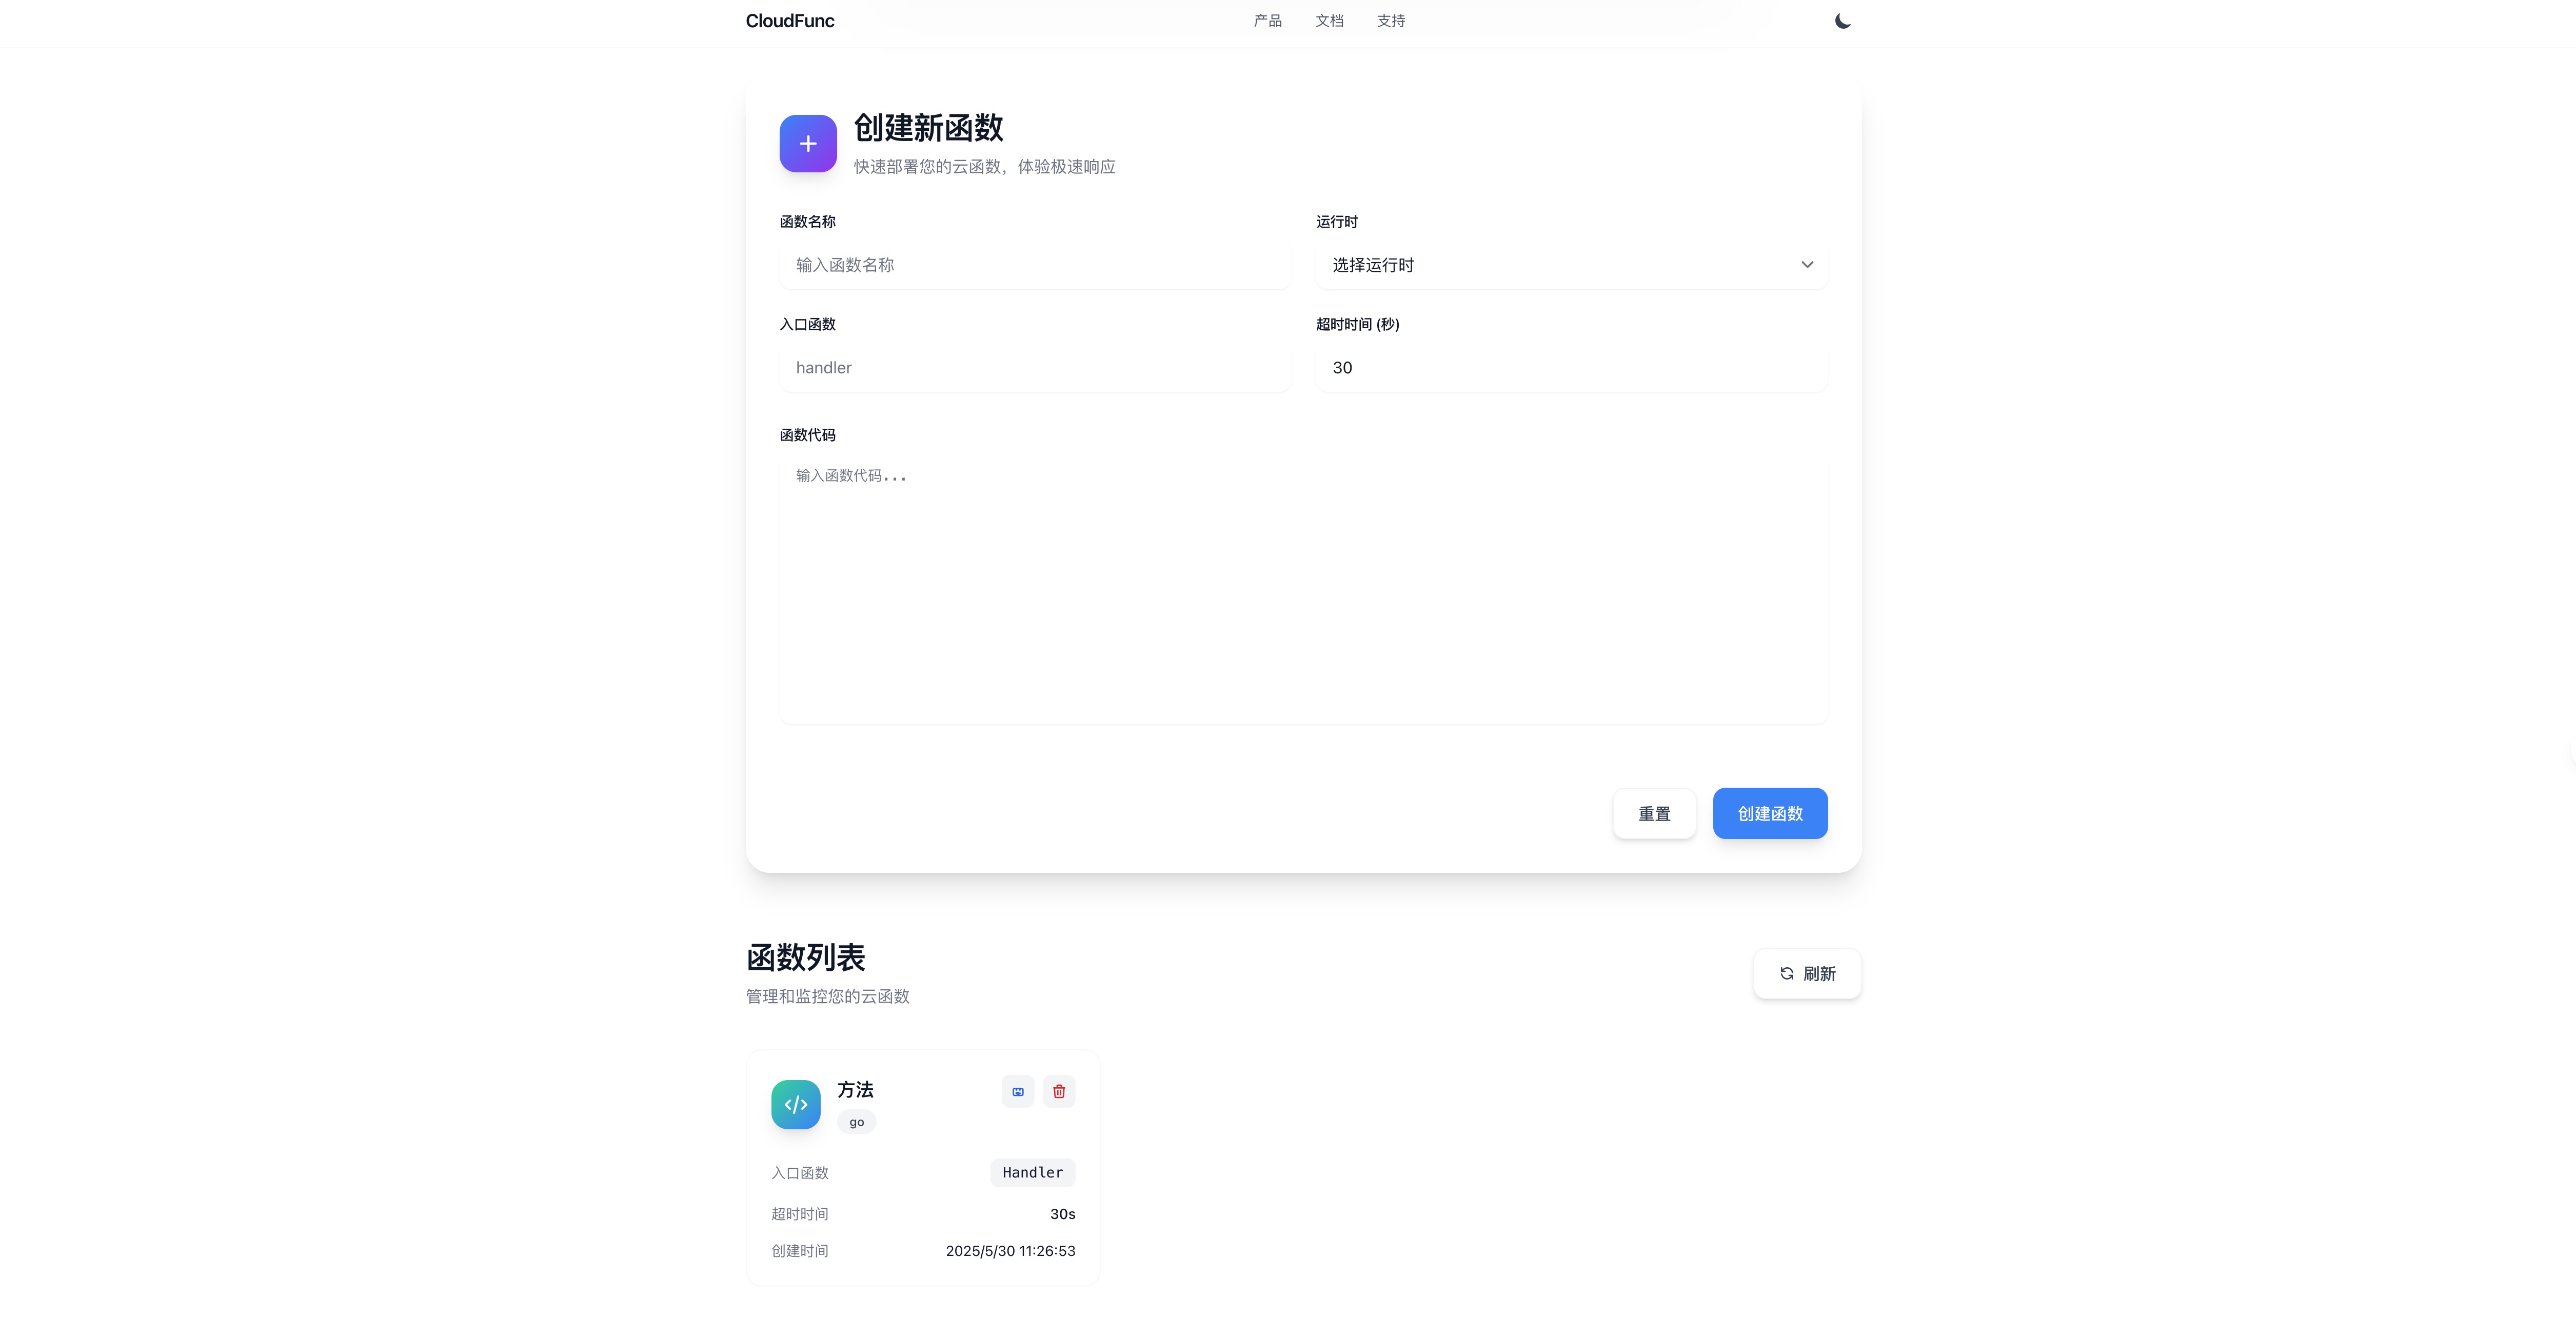 CloudFunc
产品
文档
支持
创建新函数
快速部署您的云函数，体验极速响应
函数名称
运行时
输入函数名称
选择运行时
入口函数
超时时间 (秒)
handler
30
函数代码
输入函数代码...
重置
创建函数
函数列表
刷新
管理和监控您的云函数
方法
go
入口函数
Handler
超时时间
30s
创建时间
2025/5/30 11:26:53